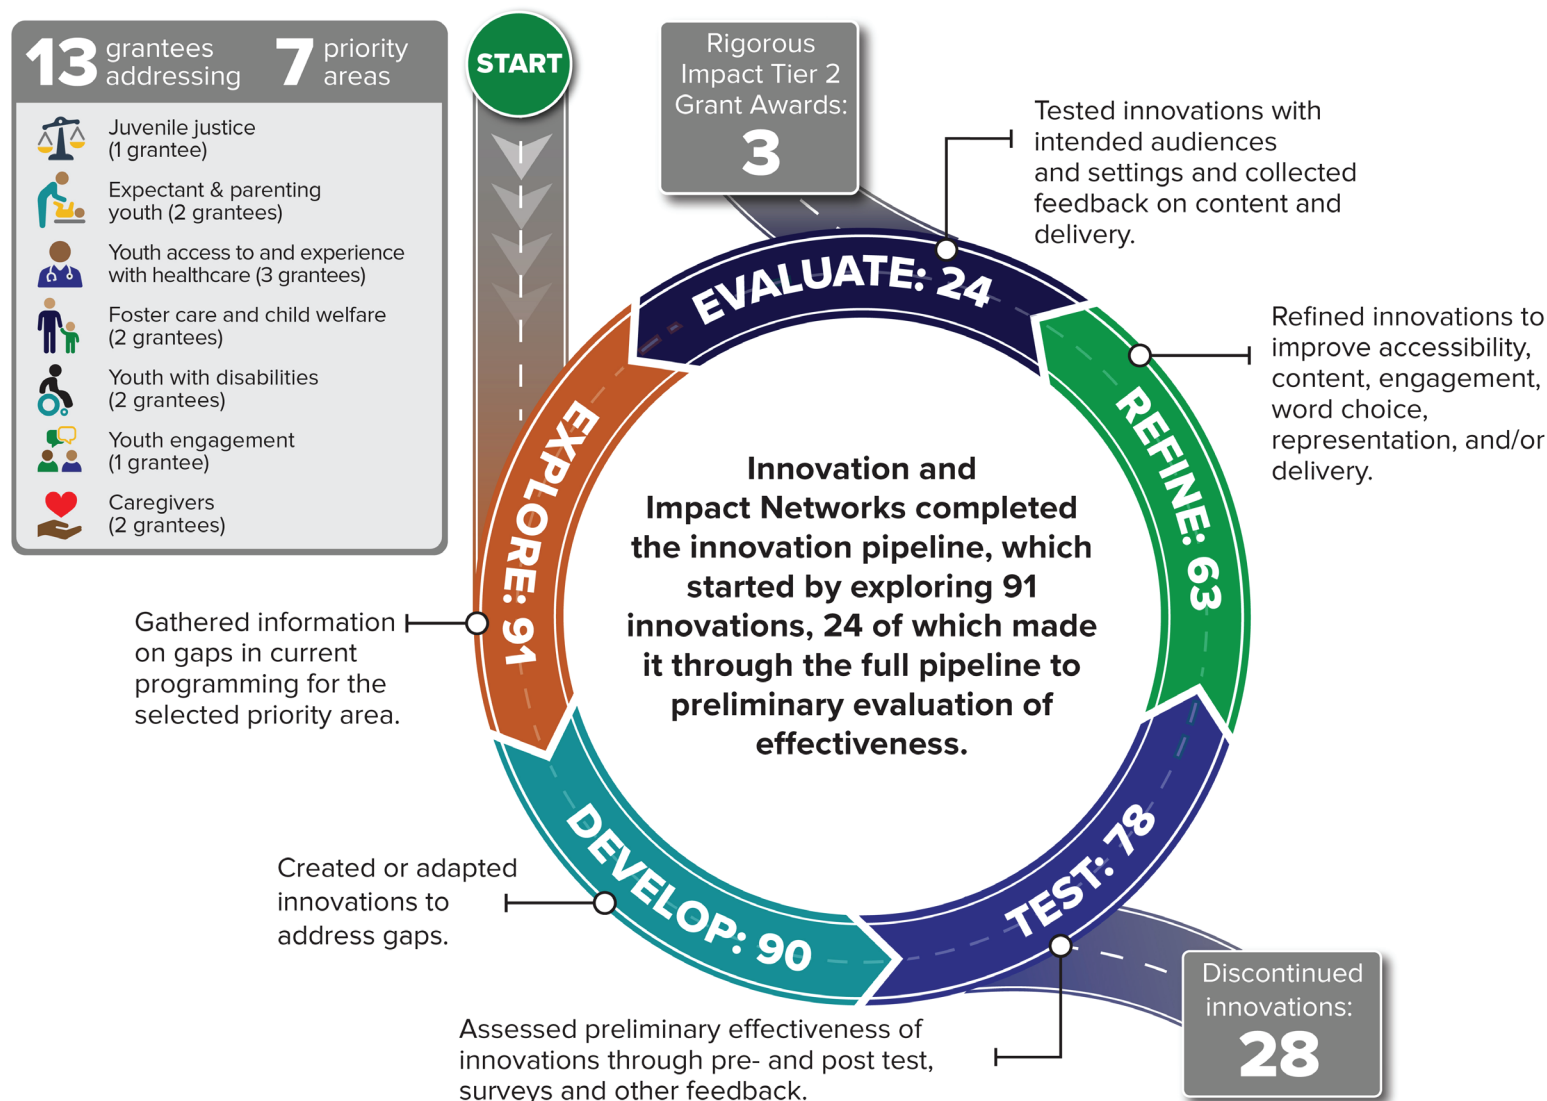 13 grantees addressing 7 priority areas
Juvenile justice
(1 grantee)
Expectant & parenting
youth (2 grantees)
Youth access to and experience
with healthcare (3 grantees)
Foster care and child welfare
(2 grantees)
Youth with disabilities
(2 grantees)
Youth engagement
(1 grantee)
Caregivers
(2 grantees)
START
Rigorous
Impact Tier 2
Grant Awards:
3
Tested innovations with
intended audiences
and settings and collected
feedback on content and
delivery.
EVALUATE: 24
Refined innovations to
improve accessibility,
content, engagement,
word choice,
representation, and/or
delivery.
REFINE: 63
EXPLORE: 91
Innovation and
Impact Networks completed
the innovation pipeline, which
started by exploring 91
innovations, 24 of which made
it through the full pipeline to
preliminary evaluation of
effectiveness.
Gathered information
on gaps in current
programming for the
selected priority area.
TEST: 78
DEVELOP: 90
Created or adapted
innovations to
address gaps.
Discontinued
innovations:
28
Assessed preliminary effectiveness of
innovations through pre- and post test,
surveys and other feedback.